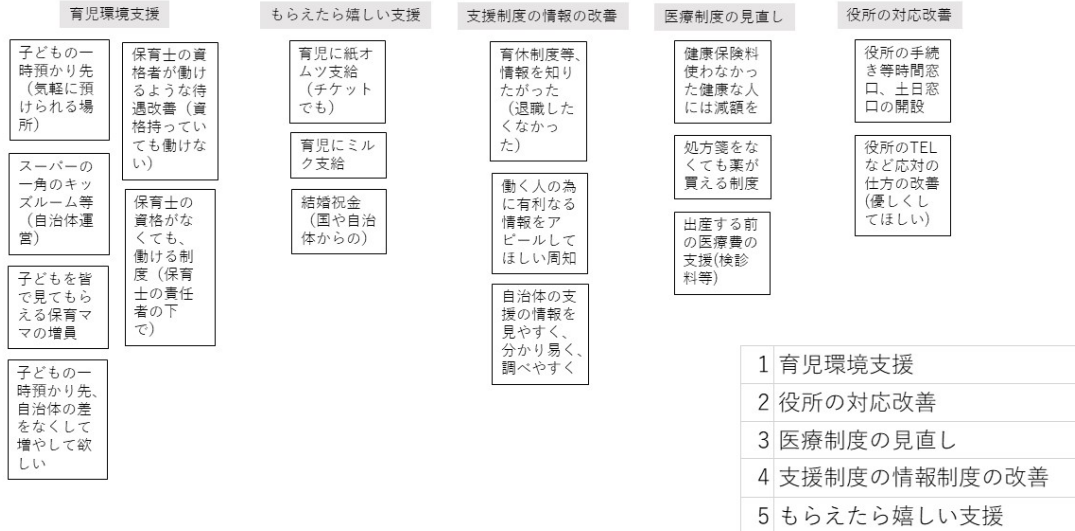 育児環境支援
子どもの一
時預かり先
（気軽に預
けられる場
所）
スーパーの
一角のキッ
ズルーム等
（自治体運
営）
子どもを皆
で見てもら
える保育マ
マの増員
子どもの一
時預かり先、
自治体の差
をなくして
増やして欲
しい
保育士の資
格者が働け
るような待
遇改善（資
格持ってい
ても働けな
い）
保育士の
資格がな
くても、
働ける制
度（保育
士の責任
者の下
で）
もらえたら嬉しい支援
育児に紙オ
ムツ支給
（チケット
でも）
育児にミル
ク支給
結婚祝金
（国や自治
体からの）
支援制度の情報の改善
育休制度等、
情報を知り
たがった
（退職した
くなかっ
た）
働く人の為
に有利なる
情報をア
ピールして
ほしい周知
自治体の支
援の情報を
見やすく、
分かり易く、
調べやすく
医療制度の見直し
健康保険料
使わなかっ
た健康な人
には減額を
処方箋をな
くても薬が
買える制度
出産する前
の医療費の
支援(検診
料等)
役所の対応改善
役所の手続
き等時間窓
口、土日窓
口の開設
役所のTEL
など応対の
仕方の改善
(優しくし
てほしい)
1 育児環境支援
2 役所の対応改善
3 医療制度の見直し
4 支援制度の情報制度の改善
5 もらえたら嬉しい支援